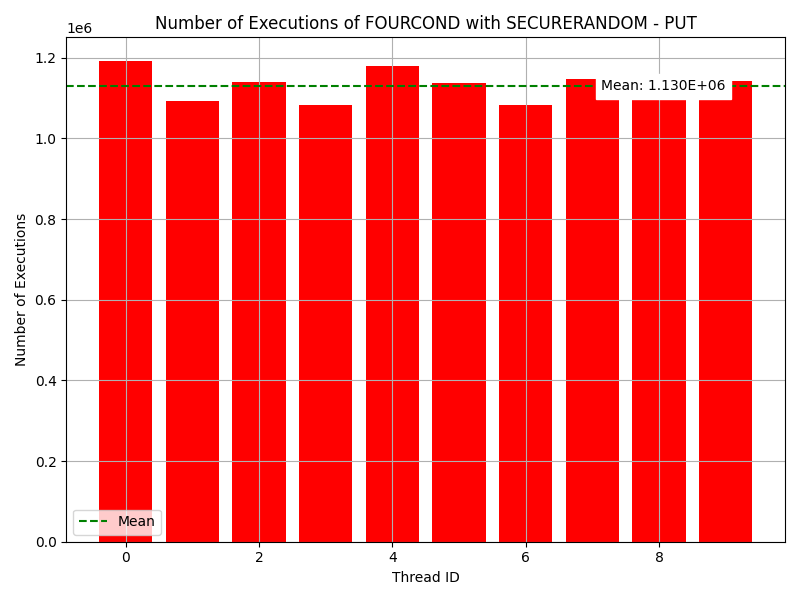 Number of Executions of FOURCOND with SECURERANDOM - PUT
1e6
1.2
1.0
0.8
0.6
0.4
0.2
0.0
Number of Executions
Mean: 1.130E+06
Mean
0 2 4 6 8
Thread ID